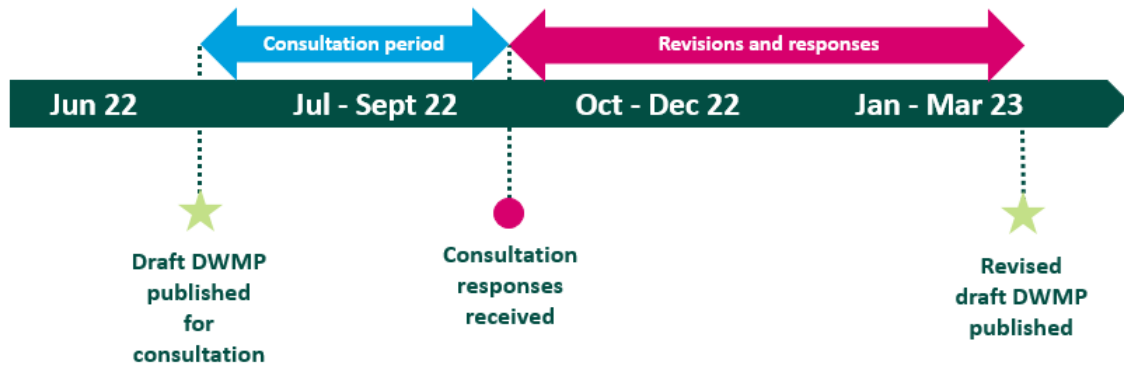 Consultation period
Revisions and responses
Jun 22
Jul - Sept 22
Oct - Dec 22
Jan - Mar 23
Draft DWMP
published
for
consultation
Consultation
responses
received
Revised
draft DWMP
published